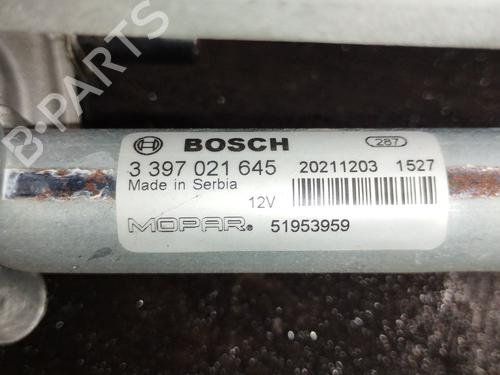 BOSCH 287
3 397 021 645 20211203 1527
Made in Serbia
12V
MOPAR® 51953959
B-PARTS